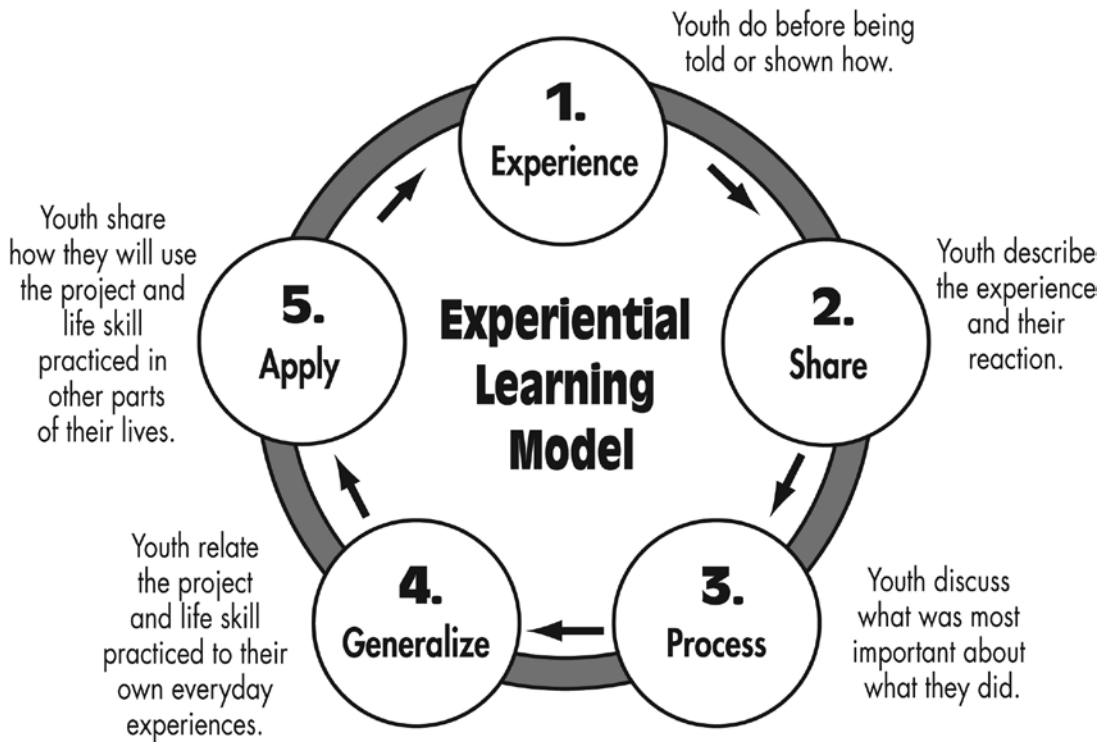 Youth do before being
told or shown how.
1.
Experience
Youth describe
the experience
and their
reaction.
2.
Share
Youth discuss
what was most
important about
what they did.
3.
Process
Youth relate
the project
and life skill
practiced to their
own everyday
experiences.
4.
Generalize
Youth share
how they will use
the project and
life skill
practiced in
other parts
of their lives.
5.
Apply
Experiential
Learning
Model